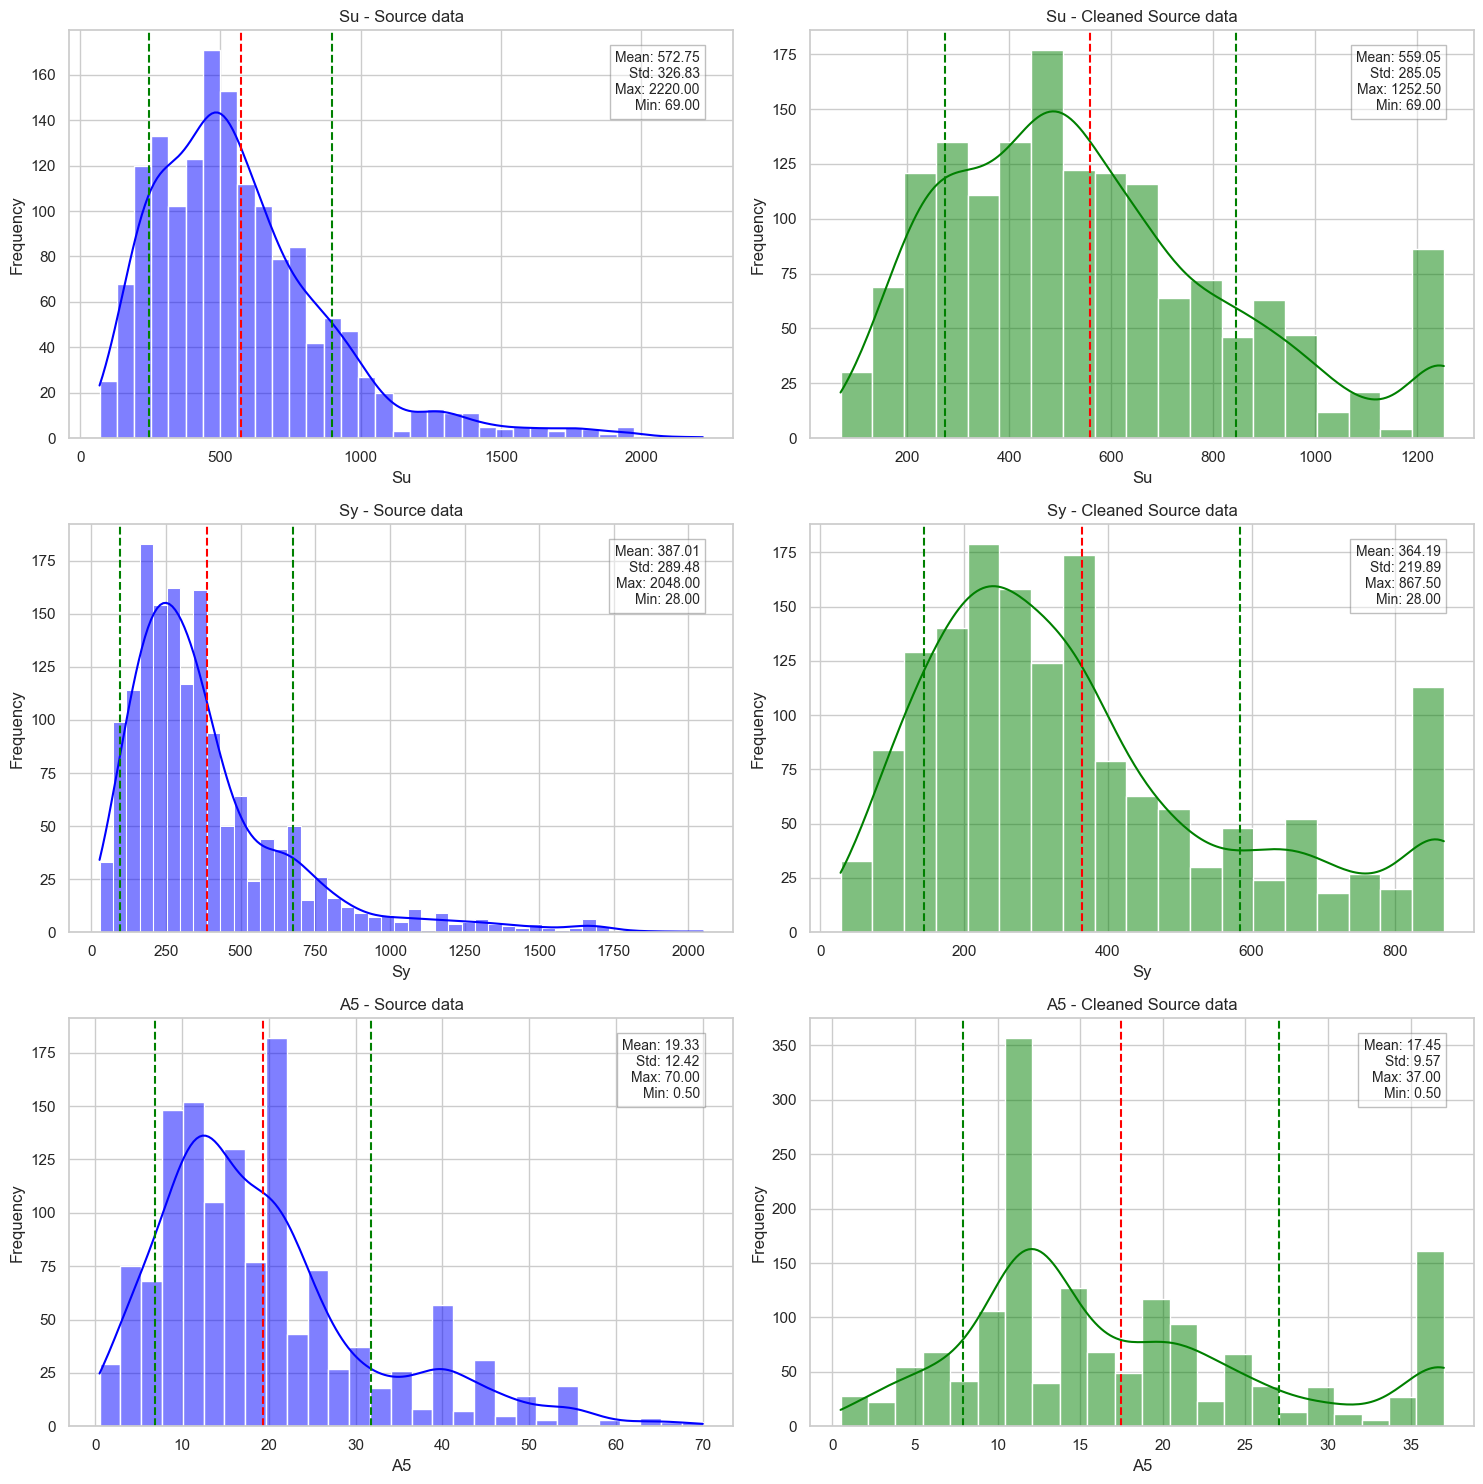 Su - Source data
Mean: 572.75
Std: 326.83
Max: 2220.00
Min: 69.00
160
140
120
100
80
60
40
20
0
Frequency
0 500 1000 1500 2000
Su
Su - Cleaned Source data
Mean: 559.05
Std: 285.05
Max: 1252.50
Min: 69.00
175
150
125
100
75
50
25
0
Frequency
200 400 600 800 1000 1200
Su
Sy - Source data
Mean: 387.01
Std: 289.48
Max: 2048.00
Min: 28.00
175
150
125
100
75
50
25
0
Frequency
0 250 500 750 1000 1250 1500 1750 2000
Sy
Sy - Cleaned Source data
Mean: 364.19
Std: 219.89
Max: 867.50
Min: 28.00
175
150
125
100
75
50
25
0
Frequency
0 200 400 600 800
Sy
A5 - Source data
Mean: 19.33
Std: 12.42
Max: 70.00
Min: 0.50
175
150
125
100
75
50
25
0
Frequency
0 10 20 30 40 50 60 70
A5
A5 - Cleaned Source data
Mean: 17.45
Std: 9.57
Max: 37.00
Min: 0.50
350
300
250
200
150
100
50
0
Frequency
0 5 10 15 20 25 30 35
A5